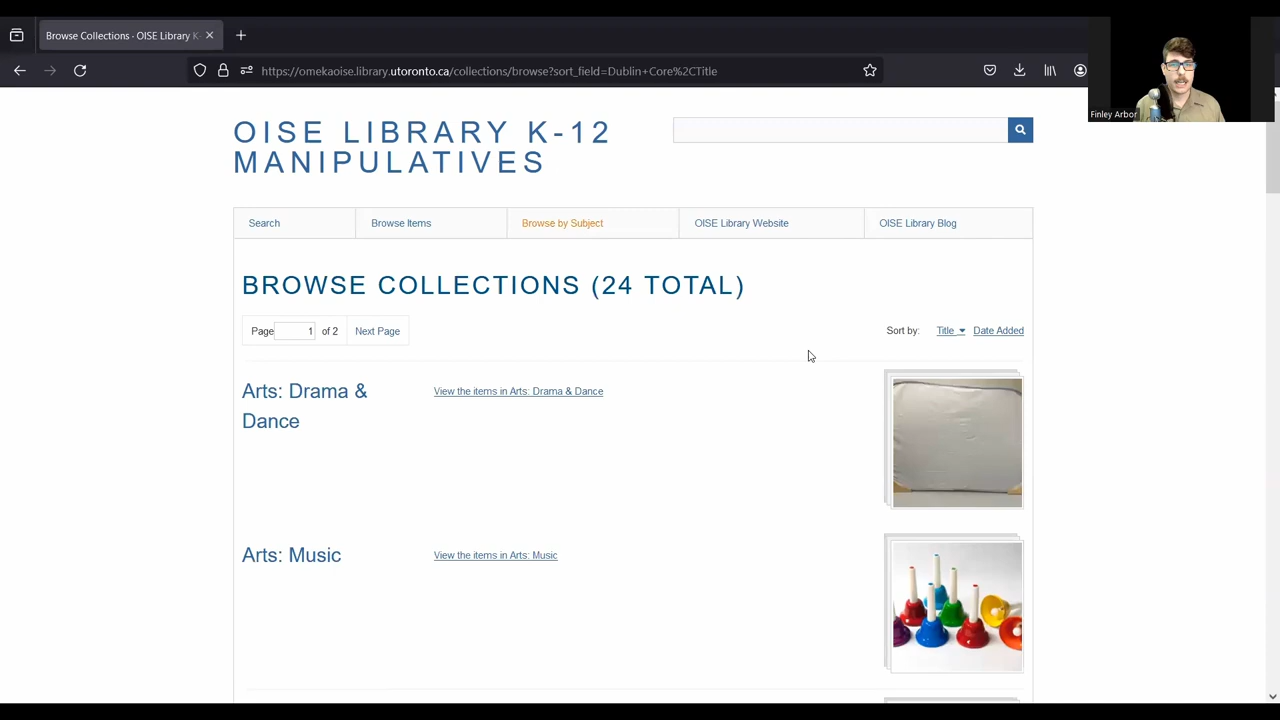 Browse Collections · OISE Library K-
https://omekaoise.library.utoronto.ca/collections/browse?sort_field=Dublin+Core%2CTitle
Finley Arbor
OISE LIBRARY K-12
MANIPULATIVES
Search
Browse Items
Browse by Subject
OISE Library Website
OISE Library Blog
BROWSE COLLECTIONS (24 TOTAL)
Page 1 of 2
Next Page
Sort by: Title Date Added
Arts: Drama &
Dance
View the items in Arts: Drama & Dance
Arts: Music
View the items in Arts: Music